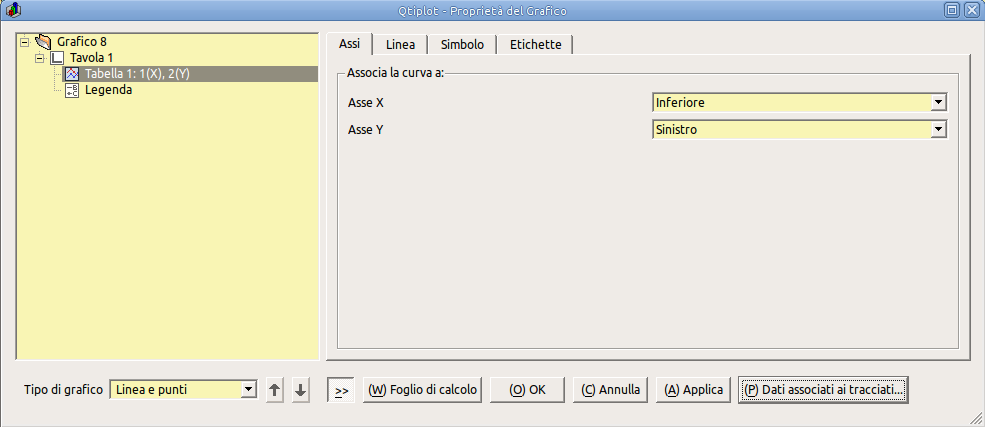 Qtiplot - Proprietà del Grafico
Grafico 8
Tavola 1
Tabella 1: 1(X), 2(Y)
Legenda
Assi Linea Simbolo Etichette
Associa la curva a:
Asse X Inferiore
Asse Y Sinistro
Tipo di grafico Linea e punti >> (W) Foglio di calcolo (O) OK (C) Annulla (A) Applica (P) Dati associati ai tracciati...